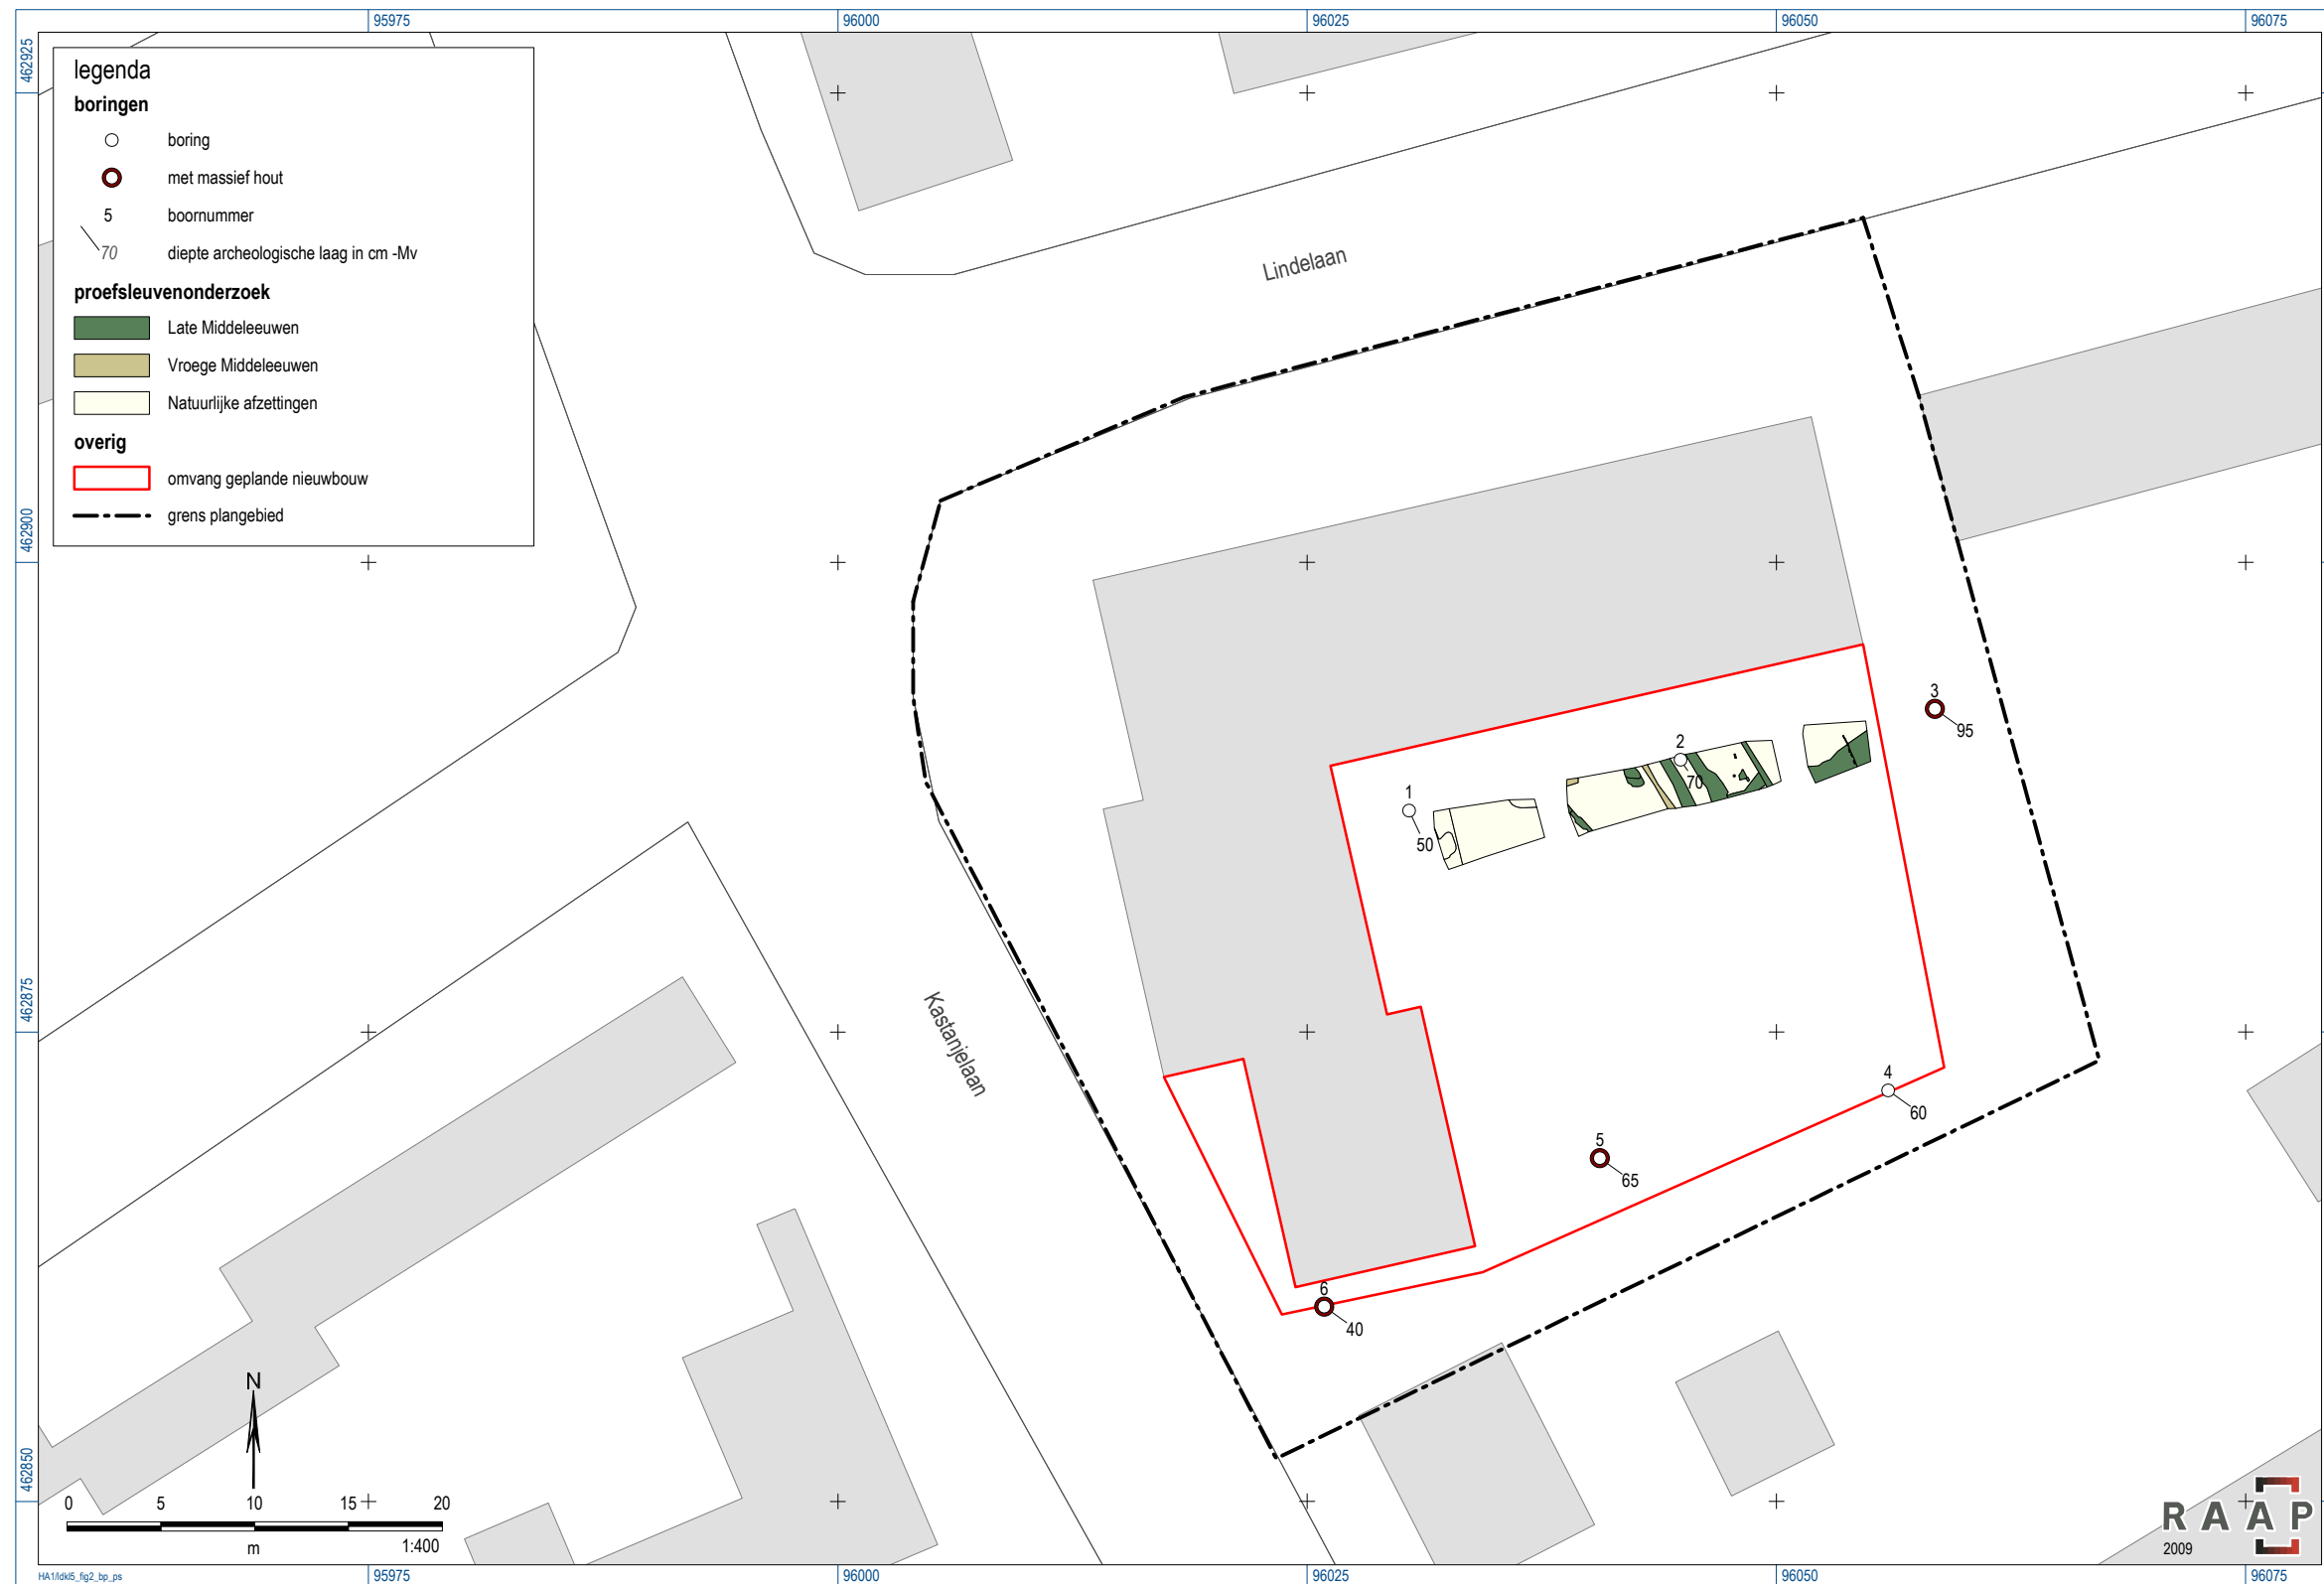 95975 96000 96025 96050 96075
462925
462900
462875
462850
legenda
boringen
boring
met massief hout
5 boornummer
70 diepte archeologische laag in cm -Mv
proefsleuvenonderzoek
Late Middeleeuwen
Vroege Middeleeuwen
Natuurlijke afzettingen
overig
omvang geplande nieuwbouw
grens plangebied
Lindelaan
3
95
2
70
1
50
Kastanjelaan
4
60
5
65
6
40
N
0 5 10 15 20
m 1:400
RAAP
2009
HA1/ldkl5_fig2_bp_ps
95975 96000 96025 96050 96075